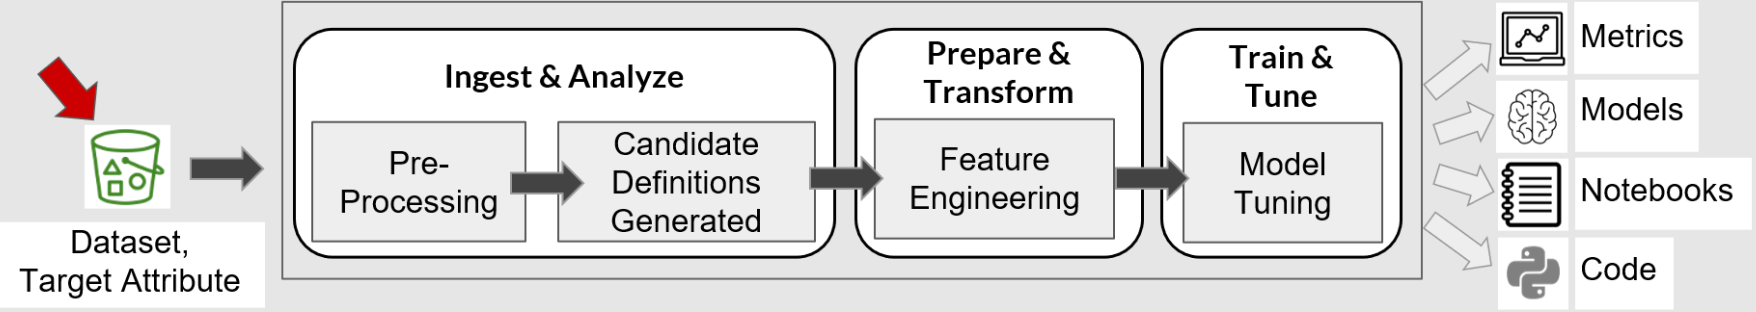 Dataset,
Target Attribute
Ingest & Analyze
Pre-
Processing
Candidate
Definitions
Generated
Prepare &
Transform
Feature
Engineering
Train &
Tune
Model
Tuning
Metrics
Models
Notebooks
Code